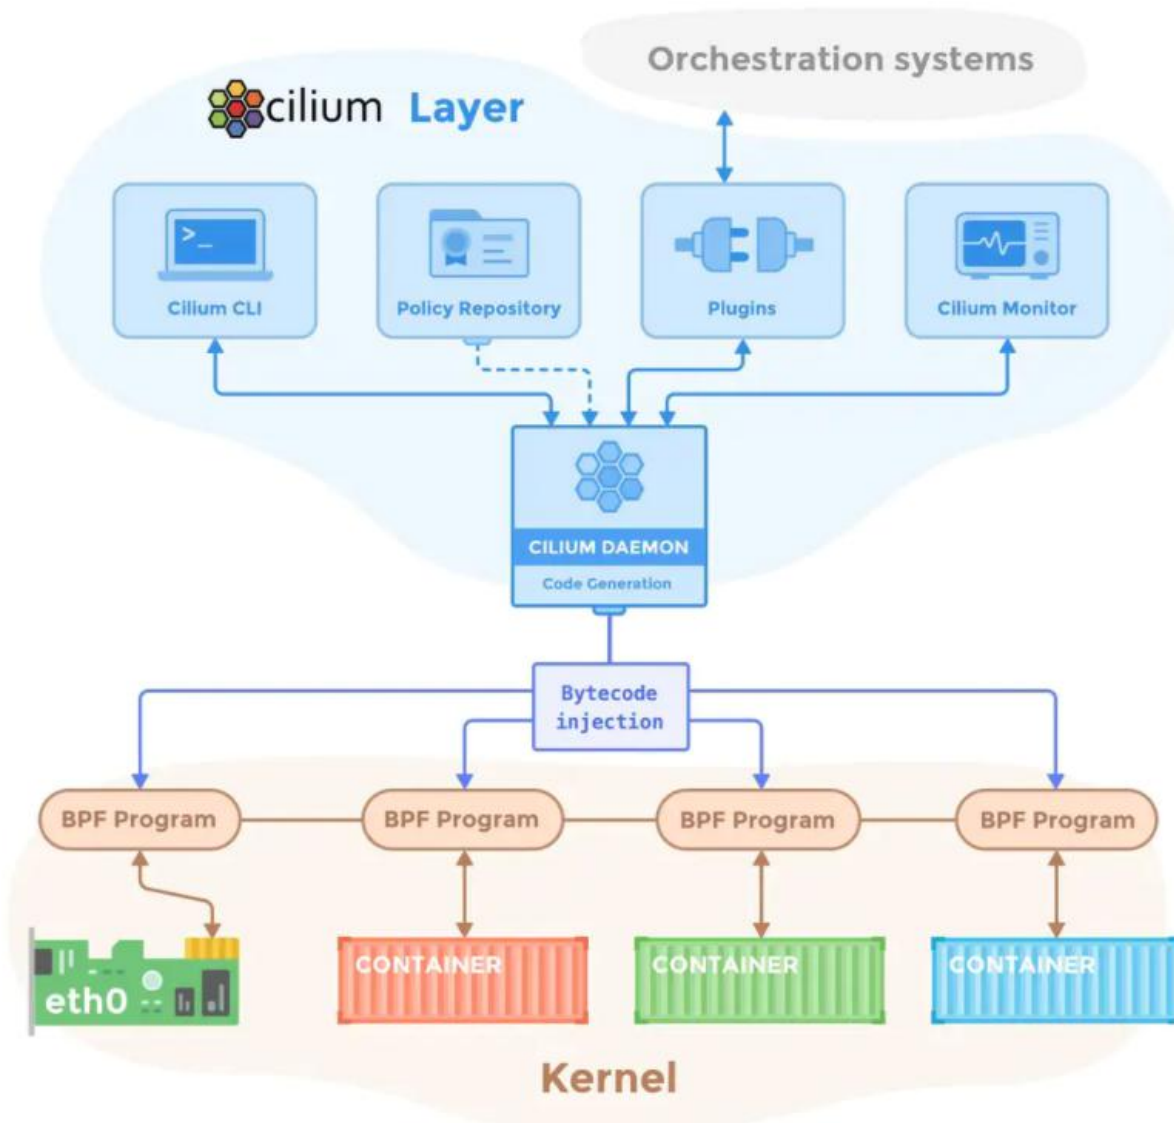 Orchestration systems
cilium Layer
>_
Cilium CLI
Policy Repository
Plugins
Cilium Monitor
CILIUM DAEMON
Code Generation
Bytecode
injection
BPF Program
BPF Program
BPF Program
BPF Program
eth0
CONTAINER
CONTAINER
CONTAINER
Kernel